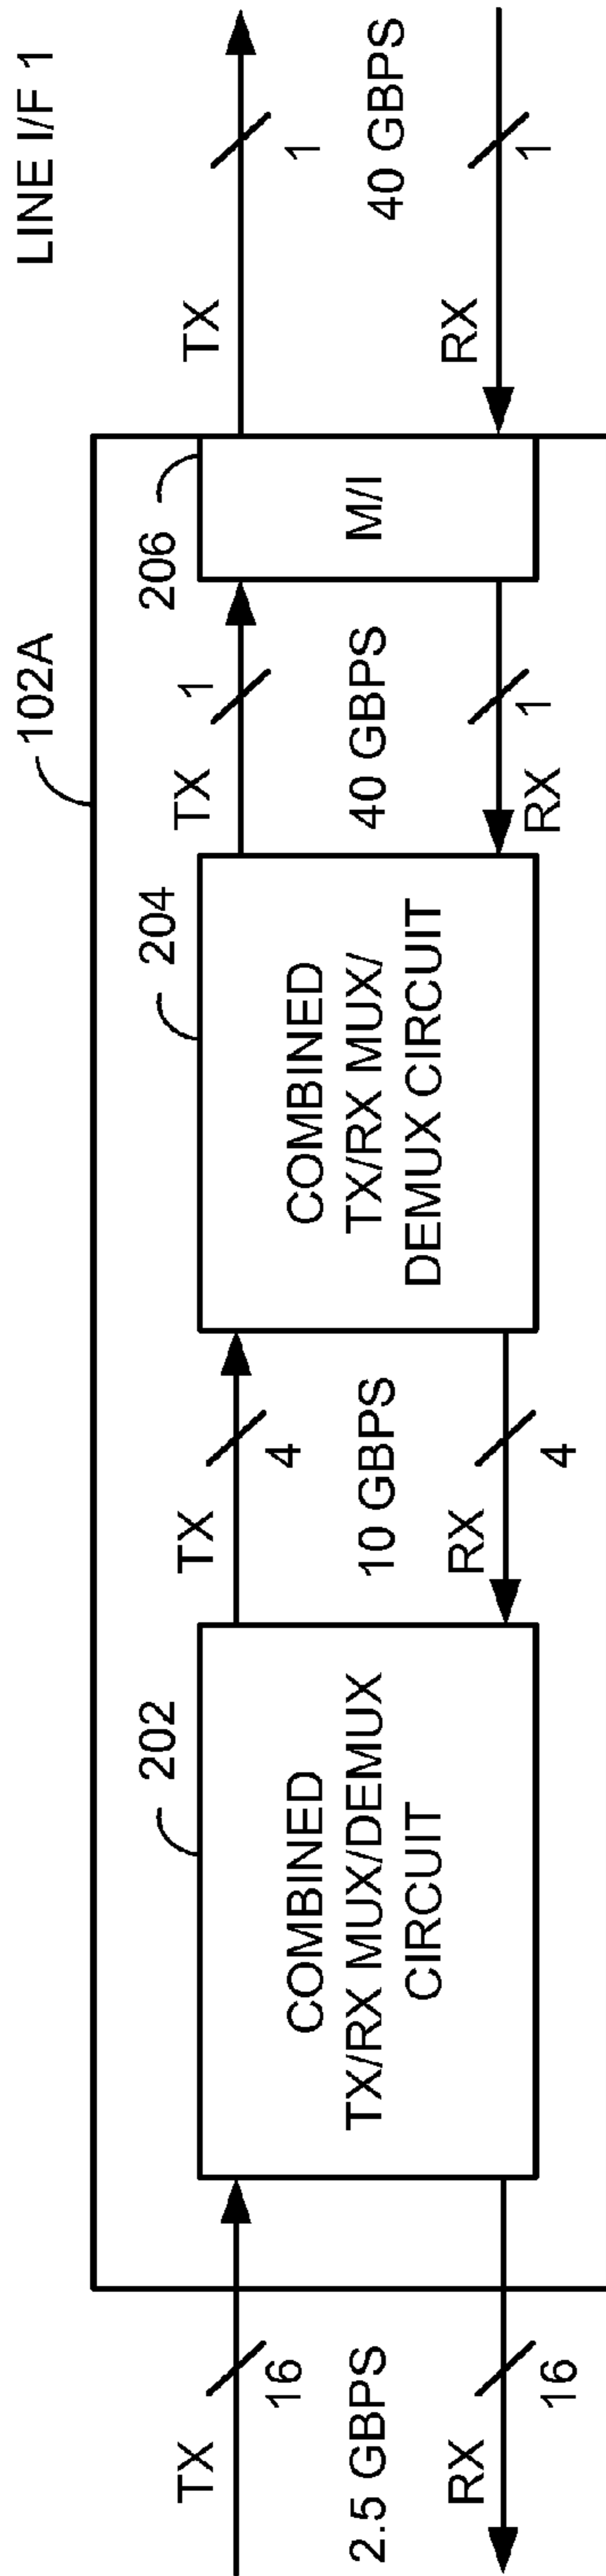 LINE I/F 1
102A
202
204
206
TX
16
2.5 GBPS
RX
16
COMBINED
TX/RX MUX/DEMUX
CIRCUIT
TX
4
10 GBPS
RX
4
COMBINED
TX/RX MUX/
DEMUX CIRCUIT
TX
1
40 GBPS
RX
1
M/I
TX
1
40 GBPS
RX
1